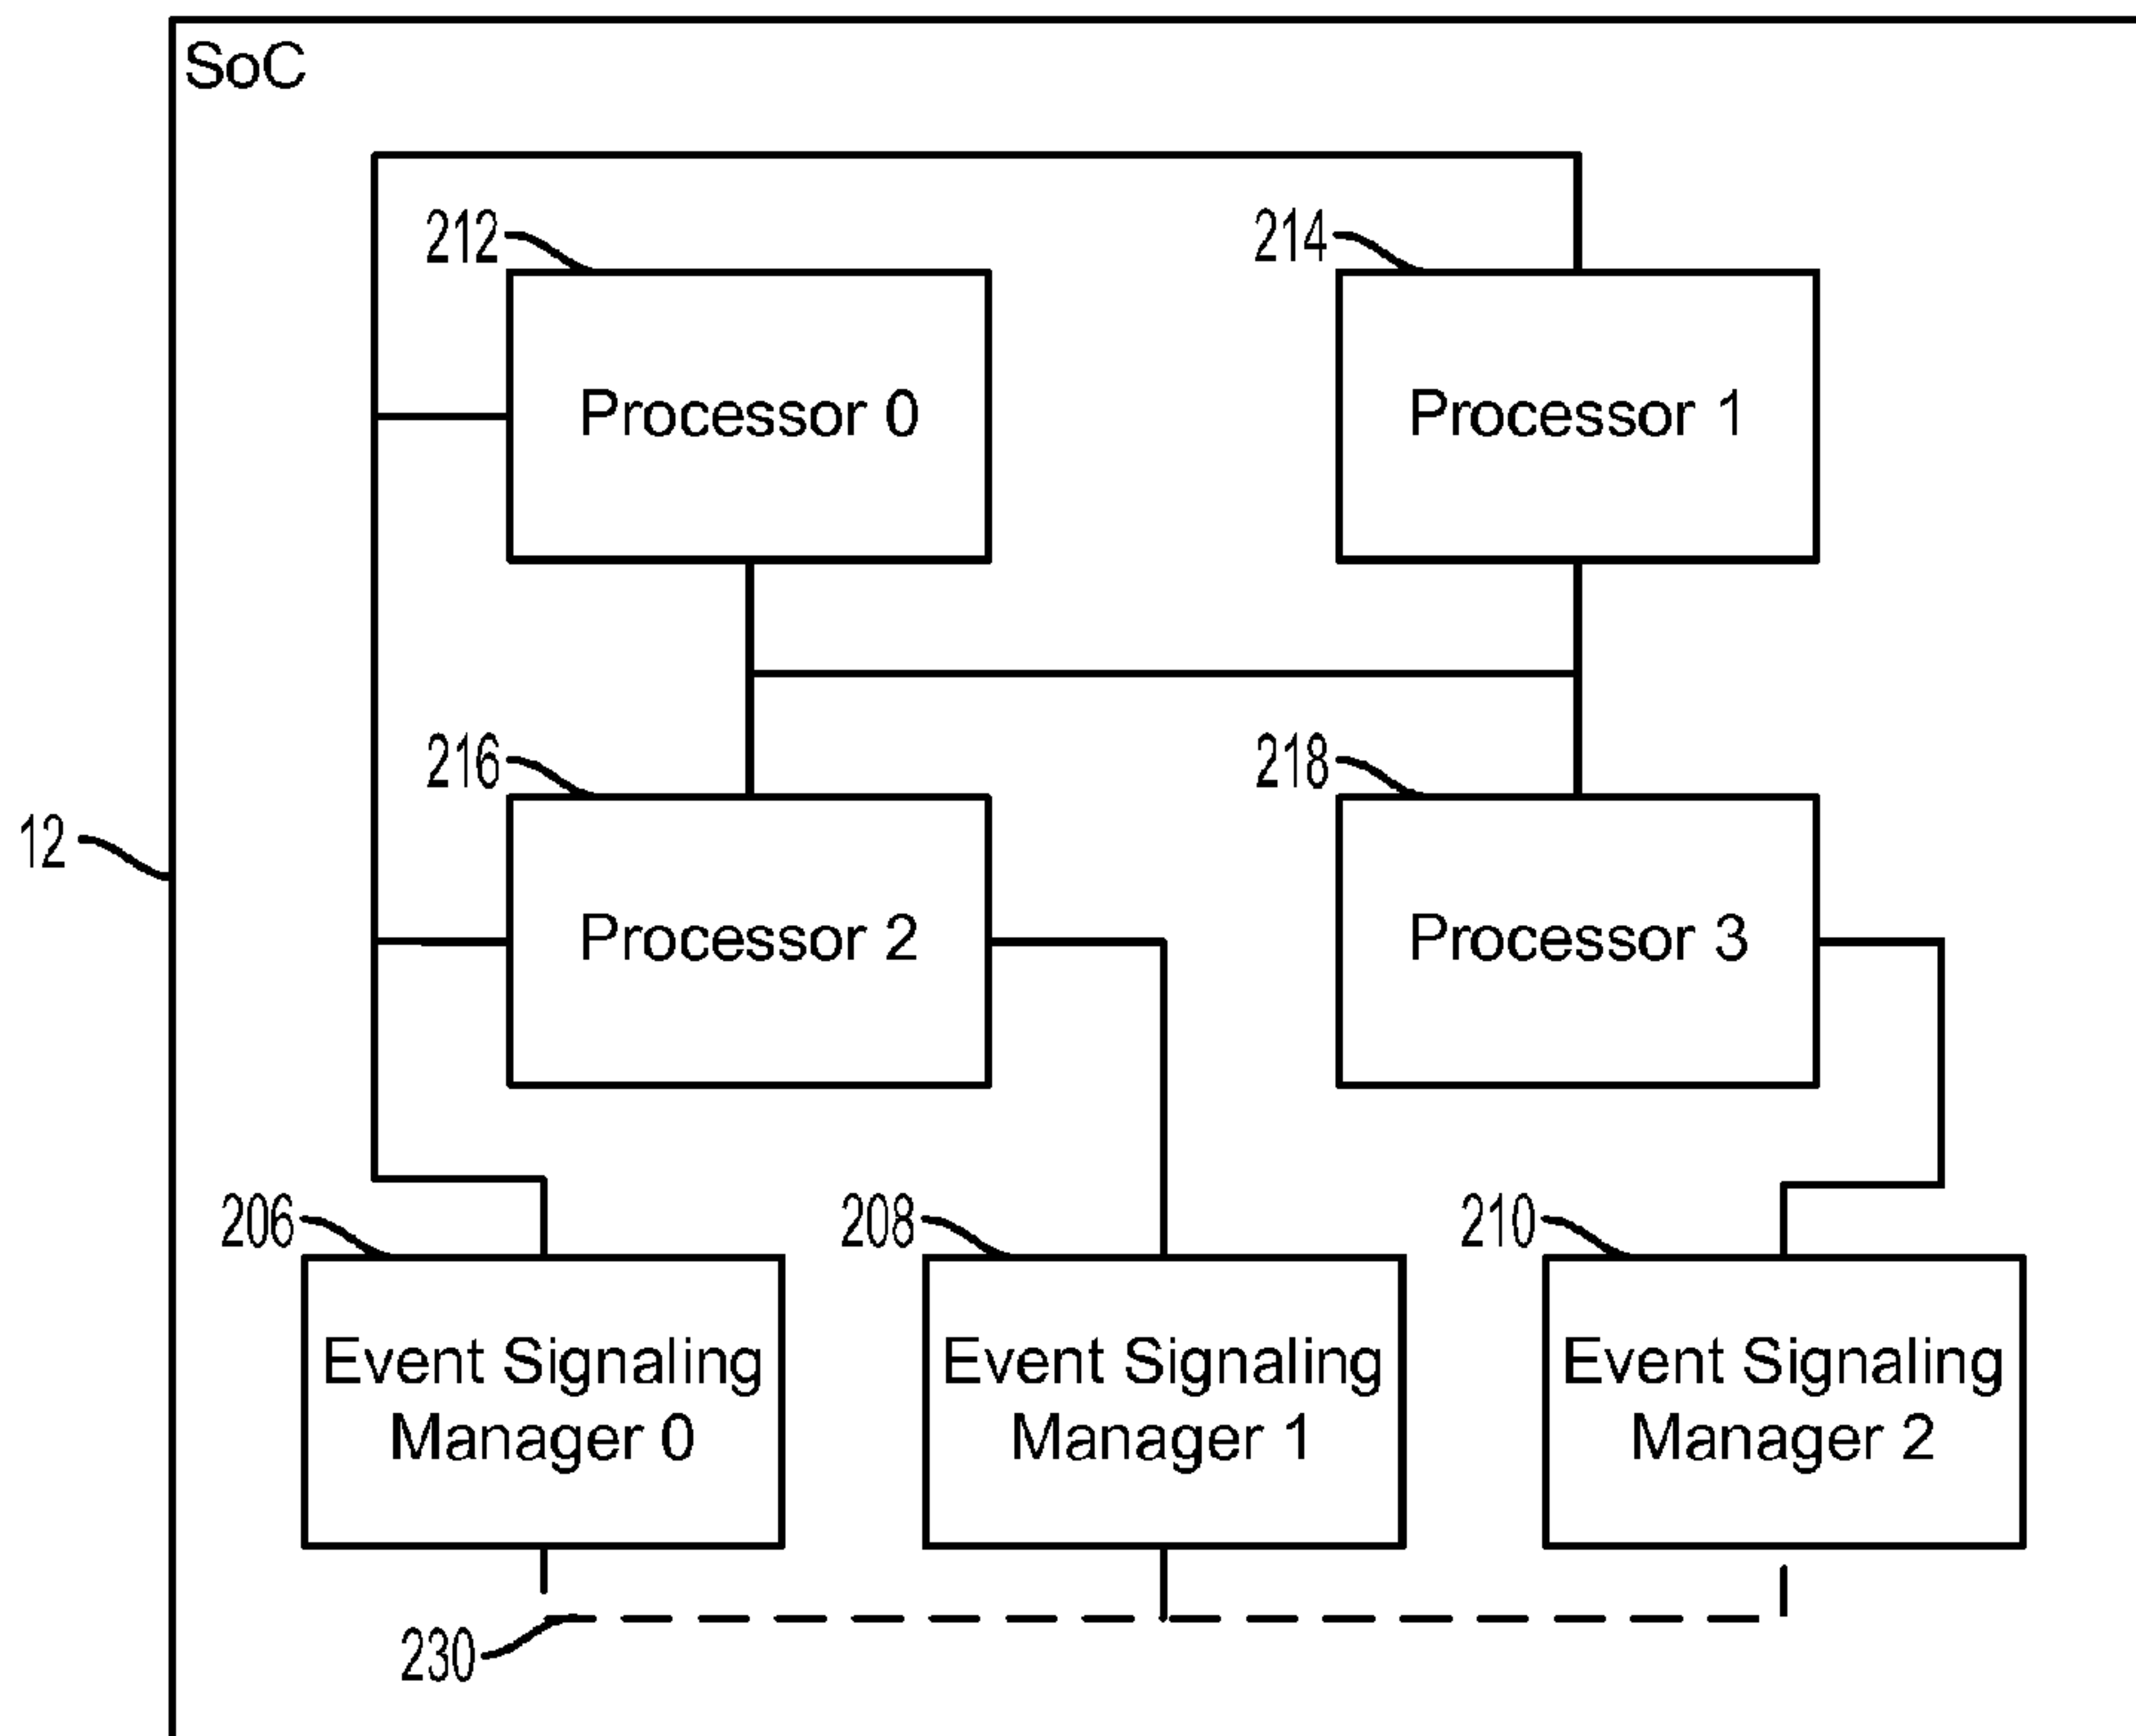 SoC
212
214
Processor 0
Processor 1
216
218
12
Processor 2
Processor 3
206
208
210
Event Signaling
Manager 0
Event Signaling
Manager 1
Event Signaling
Manager 2
230